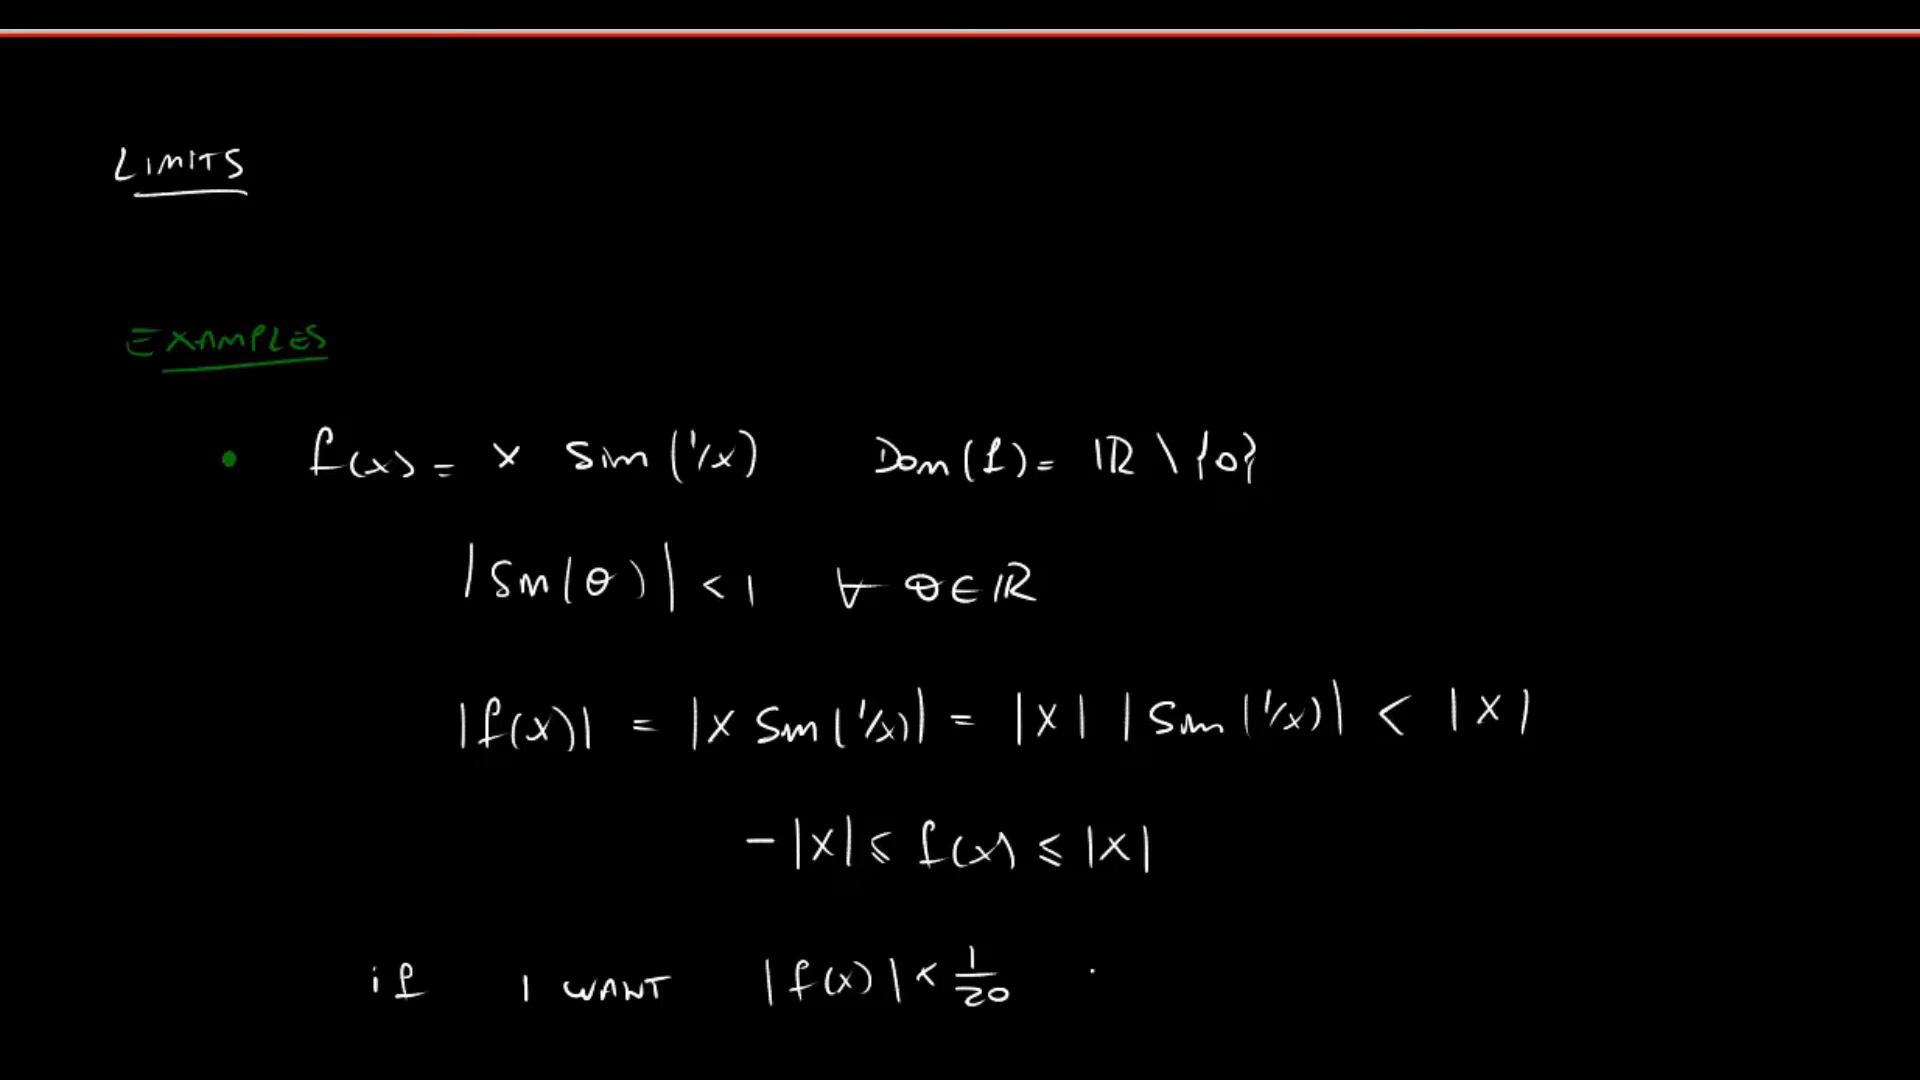 LIMITS
EXAMPLES
• f(x) = x sin(1/x) Dom(f) = ℝ \ {0}
|sin(θ)| < 1 ∀ θ ∈ ℝ
|f(x)| = |x sin(1/x)| = |x| |sin(1/x)| < |x|
-|x| ⩽ f(x) ⩽ |x|
if I WANT |f(x)| < 1/20